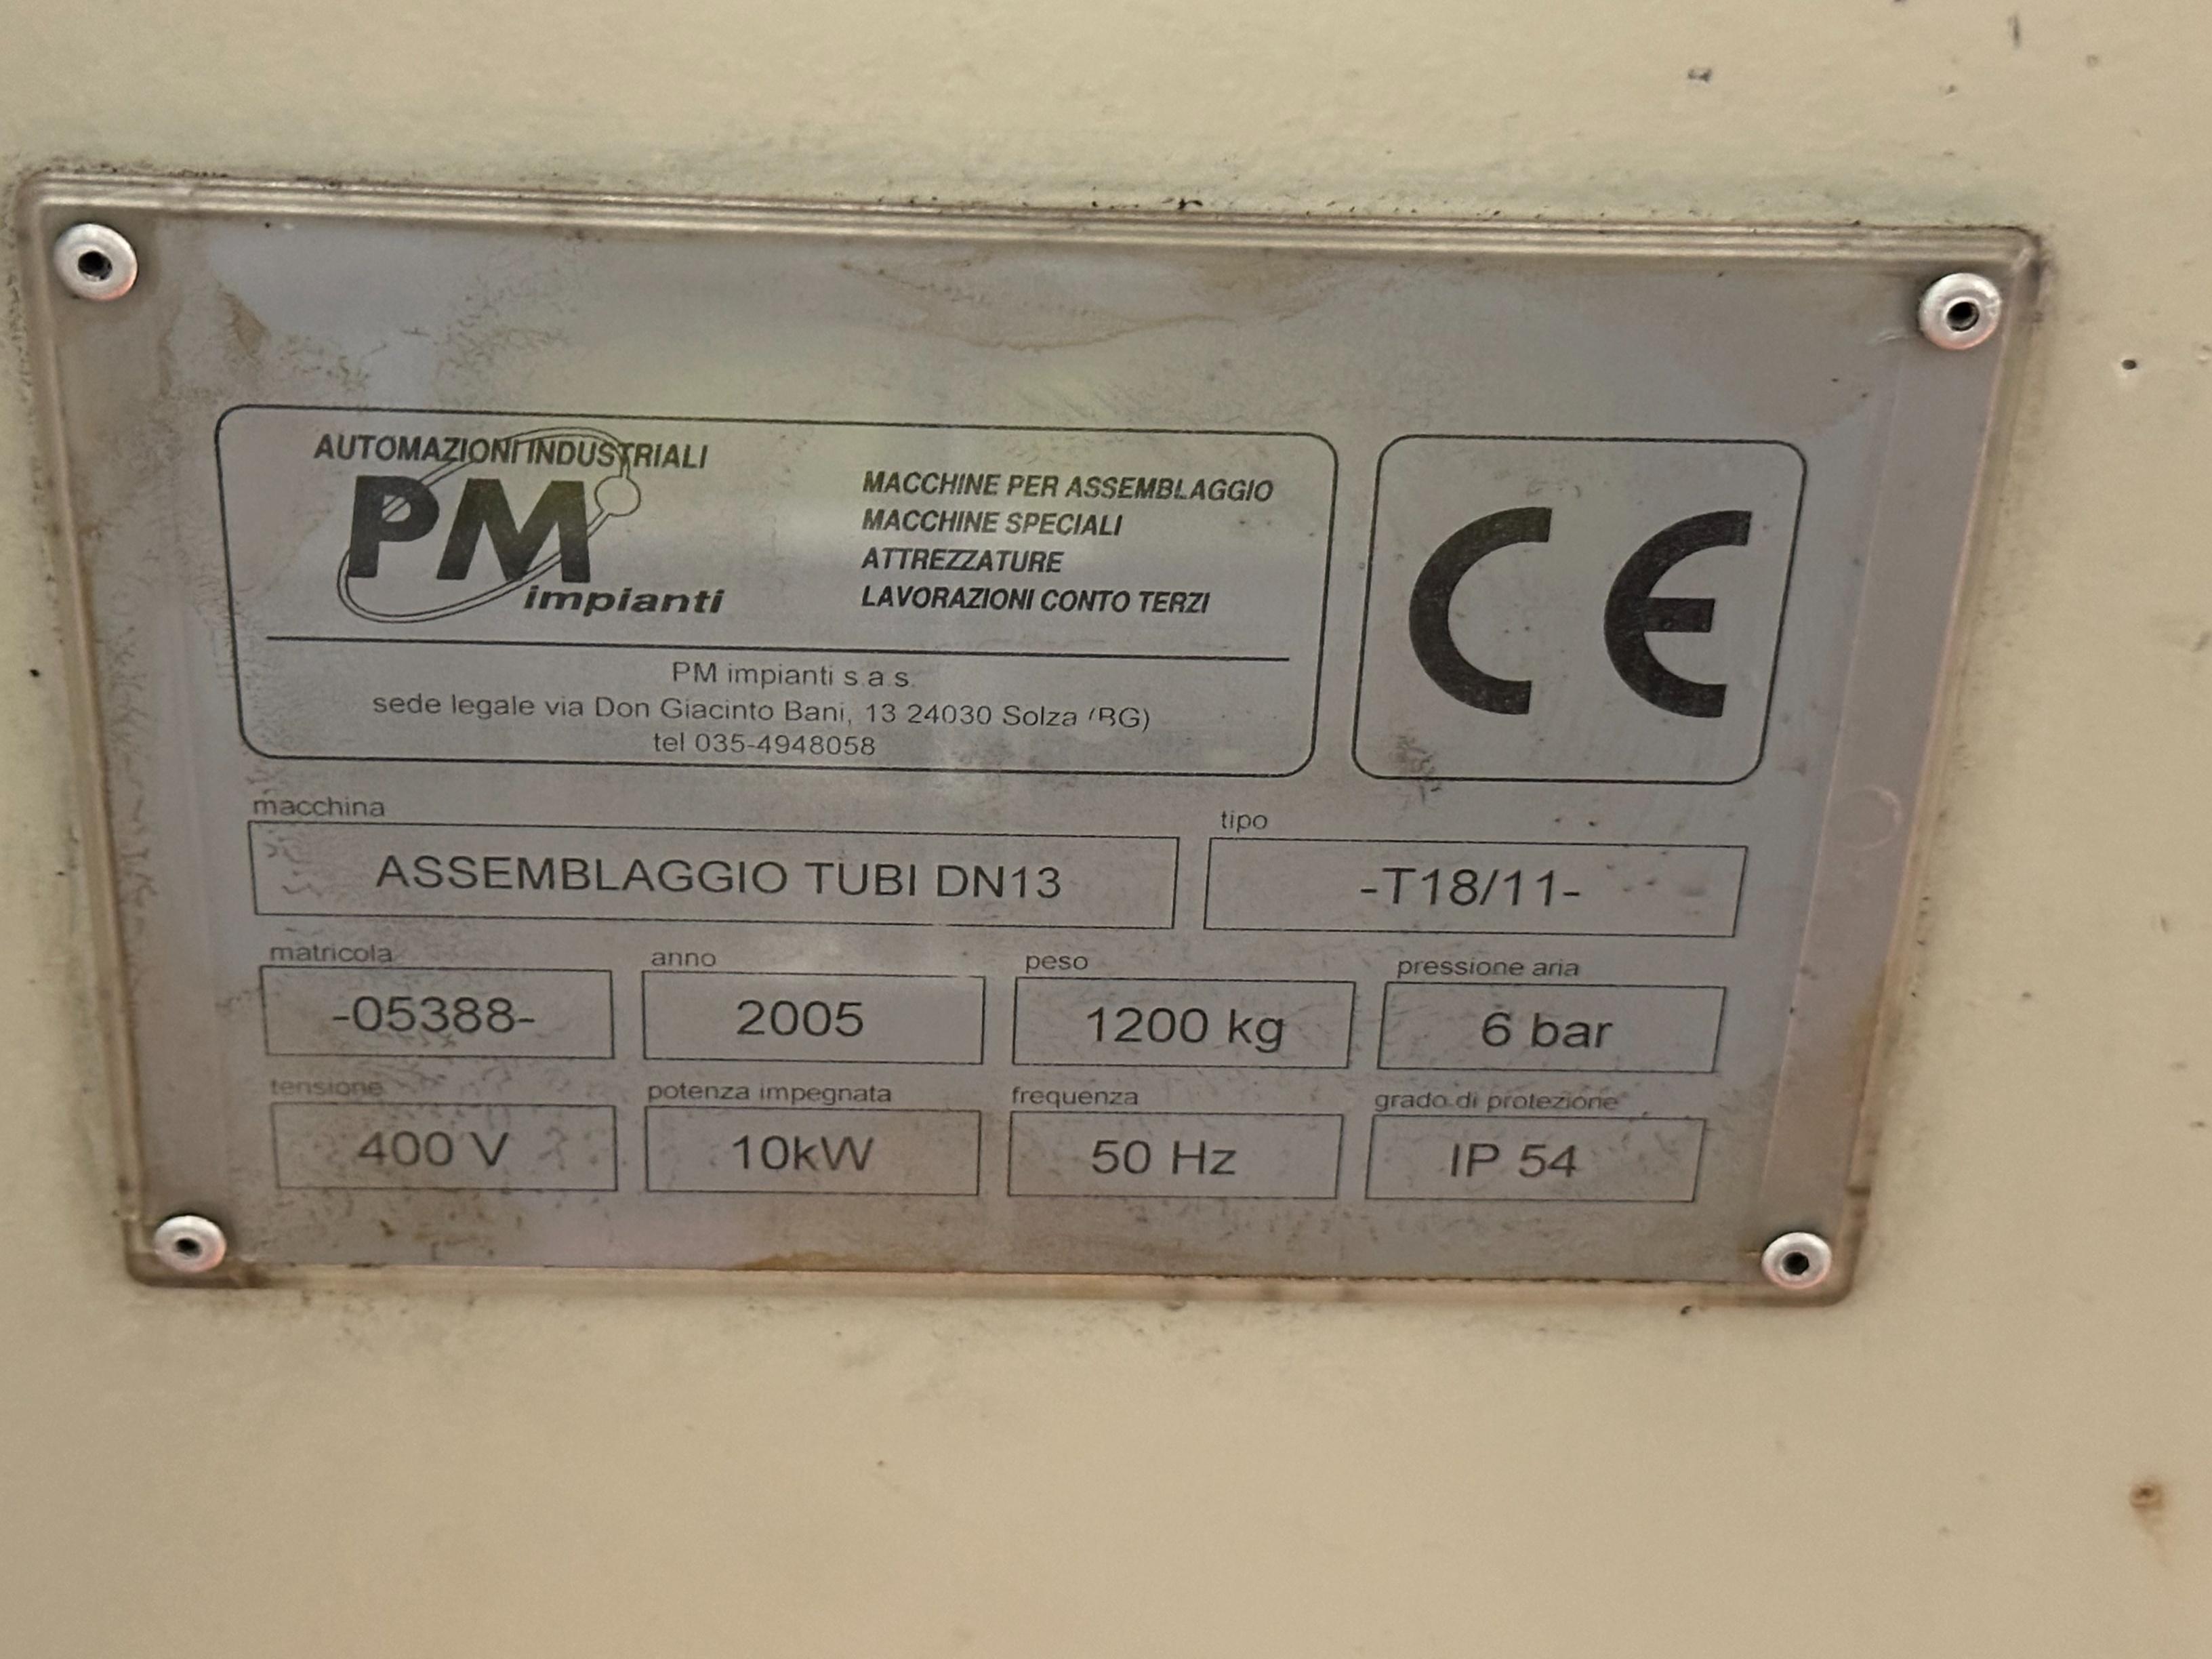 AUTOMAZIONI INDUSTRIALI
PM
impianti
MACCHINE PER ASSEMBLAGGIO
MACCHINE SPECIALI
ATTREZZATURE
LAVORAZIONI CONTO TERZI
PM impianti s.a.s.
sede legale via Don Giacinto Bani, 13 24030 Solza (BG)
tel 035-4948058
CE
macchina
ASSEMBLAGGIO TUBI DN13
tipo
-T18/11-
matricola
-05388-
anno
2005
peso
1200 kg
pressione aria
6 bar
tensione
400 V
potenza impegnata
10kW
frequenza
50 Hz
grado di protezione
IP 54